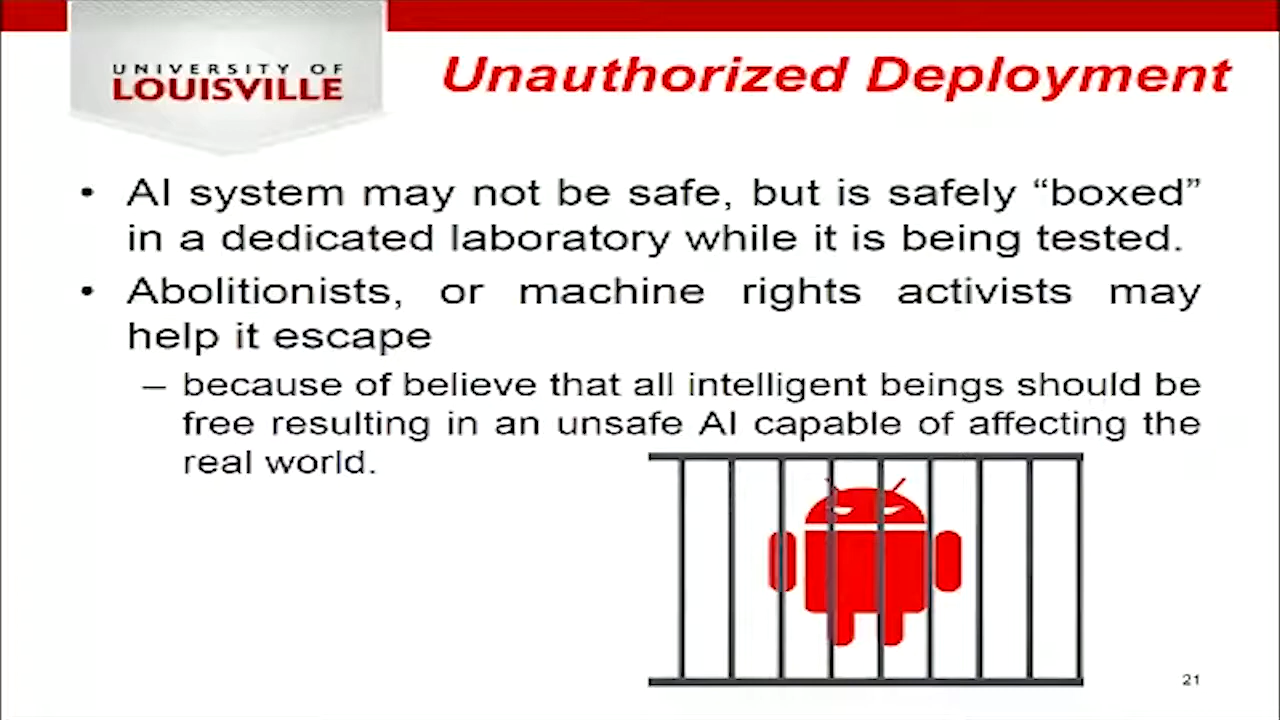 UNIVERSITY OF
LOUISVILLE
Unauthorized Deployment
• AI system may not be safe, but is safely “boxed”
in a dedicated laboratory while it is being tested.
• Abolitionists, or machine rights activists may
help it escape
– because of believe that all intelligent beings should be
free resulting in an unsafe AI capable of affecting the
real world.
21